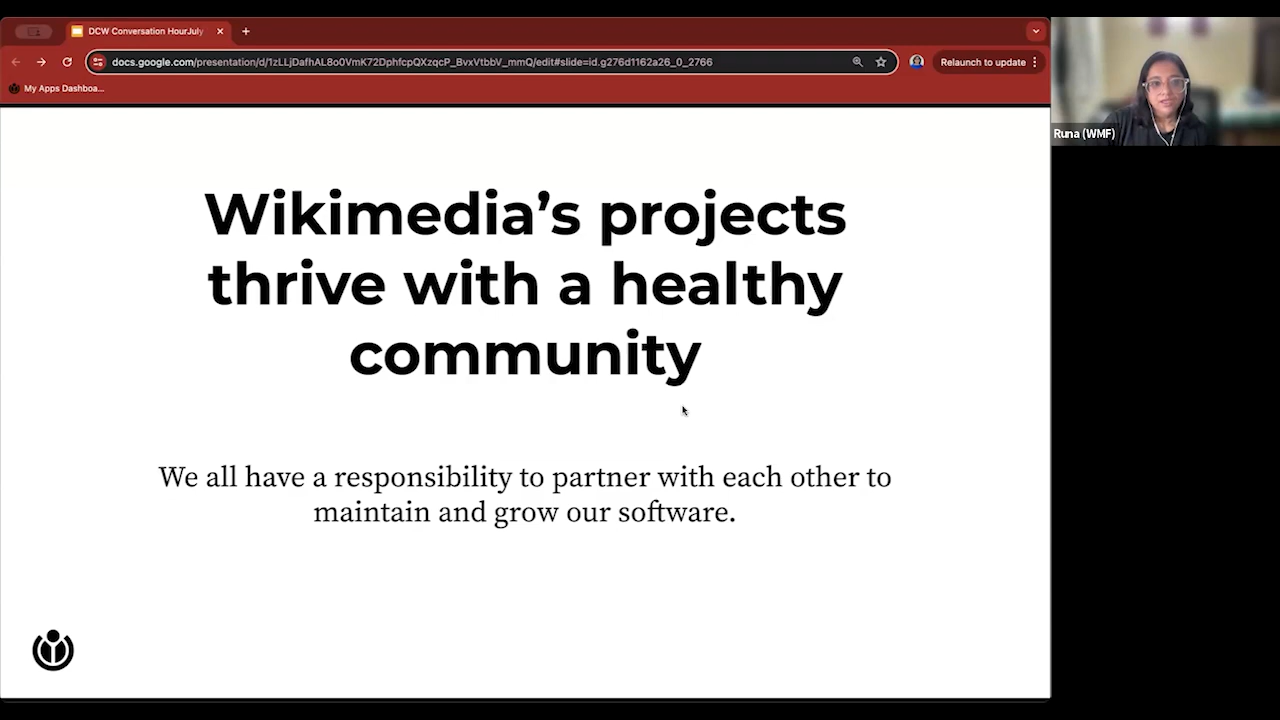 DCW Conversation HourJuly
docs.google.com/presentation/d/1zLLjDafhAL8o0VmK72DphfcpQXzqcP_BvxVtbbV_mmQ/edit#slide=id.g276d1162a26_0_2766
Relaunch to update
My Apps Dashboa...
Runa (WMF)
Wikimedia’s projects
thrive with a healthy
community
We all have a responsibility to partner with each other to
maintain and grow our software.